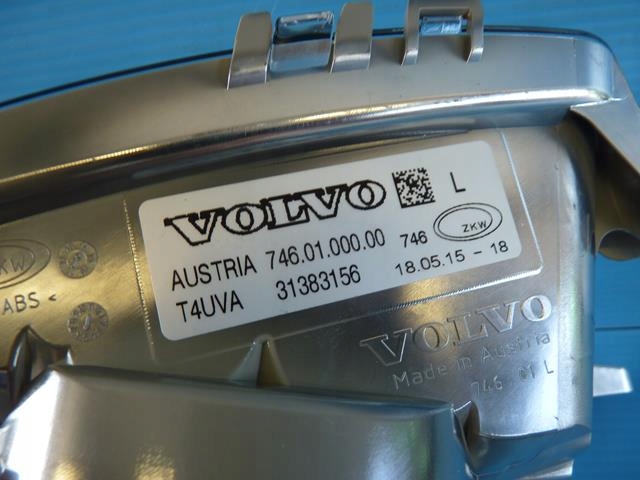 VOLVO L
AUSTRIA 746.01.000.00 746 ZKW
T4UVA 31383156 18.05.15 - 18
ZKW
ABS <
VOLVO
Made in Austria
746 01 L